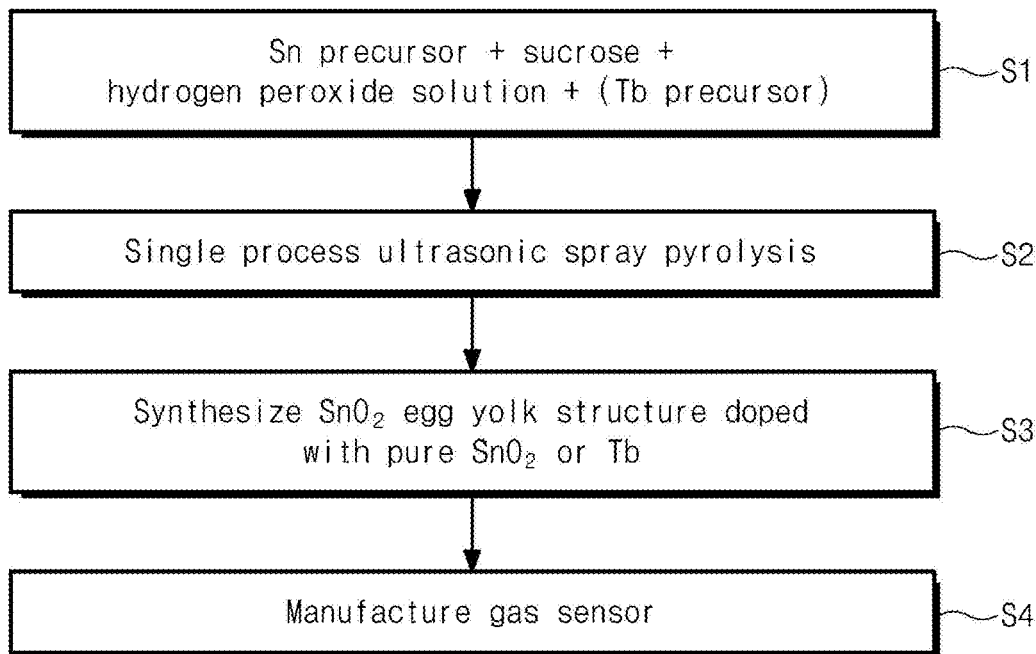 Sn precursor + sucrose +
hydrogen peroxide solution + (Tb precursor)
S1
Single process ultrasonic spray pyrolysis
S2
Synthesize SnO₂ egg yolk structure doped
with pure SnO₂ or Tb
S3
Manufacture gas sensor
S4